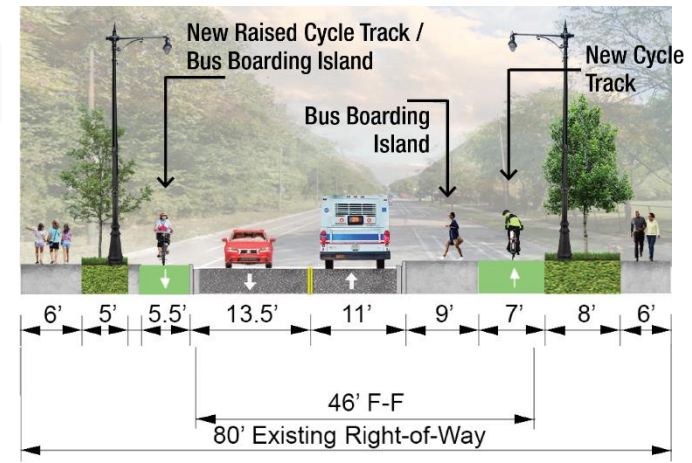 New Raised Cycle Track /
Bus Boarding Island
New Cycle
Track
Bus Boarding
Island
6’ 5’ 5.5’ 13.5’ 11’ 9’ 7’ 8’ 6’
46’ F-F
80’ Existing Right-of-Way